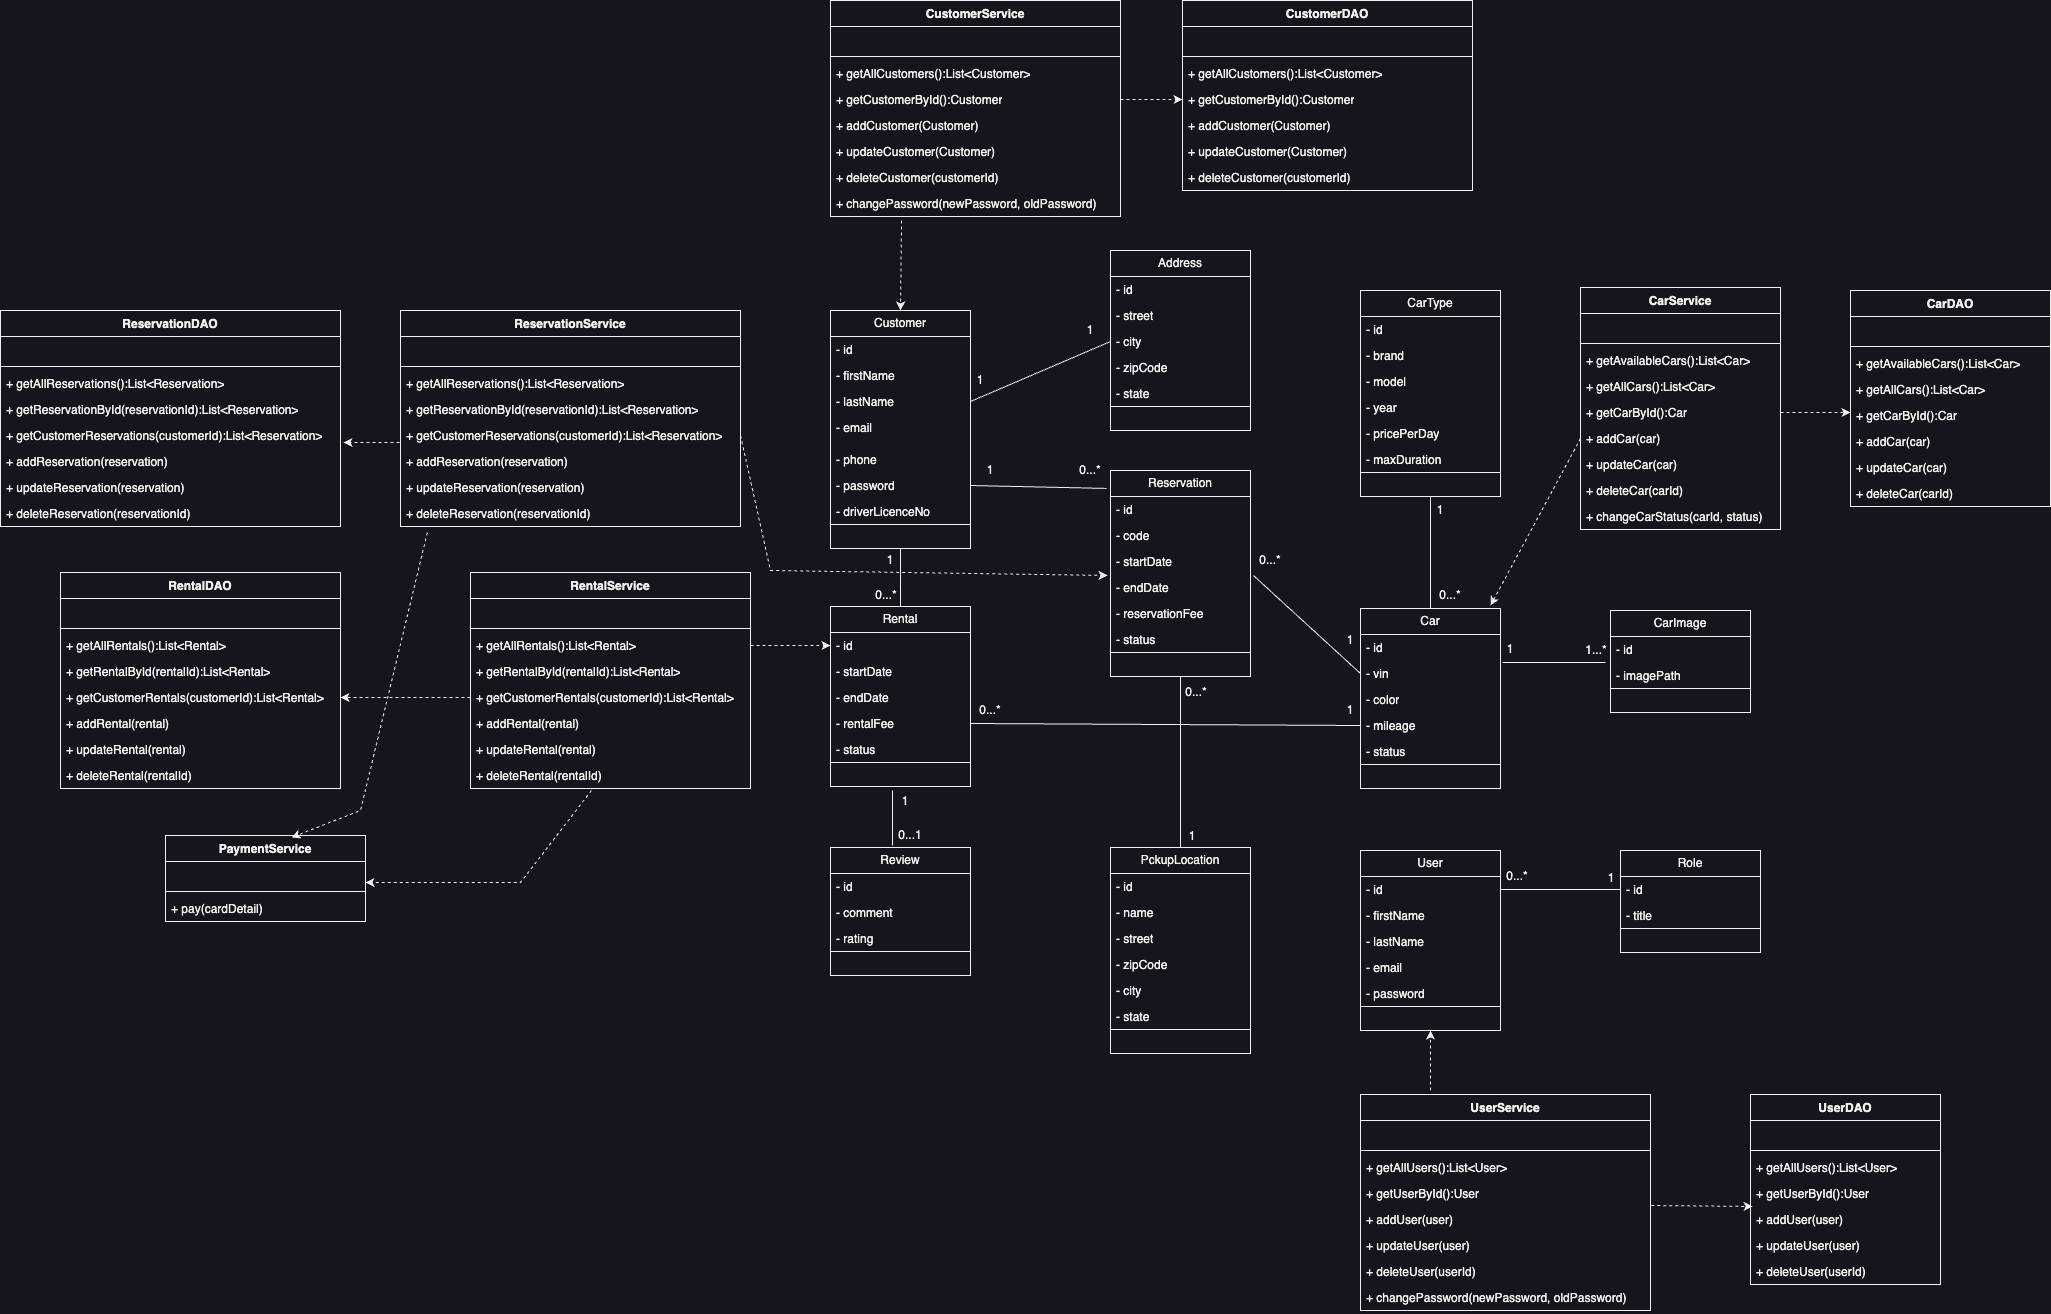 CustomerService
+ getAllCustomers():List<Customer>
+ getCustomerById():Customer
+ addCustomer(Customer)
+ updateCustomer(Customer)
+ deleteCustomer(customerId)
+ changePassword(newPassword, oldPassword)
CustomerDAO
+ getAllCustomers():List<Customer>
+ getCustomerById():Customer
+ addCustomer(Customer)
+ updateCustomer(Customer)
+ deleteCustomer(customerId)
ReservationDAO
+ getAllReservations():List<Reservation>
+ getReservationById(reservationId):List<Reservation>
+ getCustomerReservations(customerId):List<Reservation>
+ addReservation(reservation)
+ updateReservation(reservation)
+ deleteReservation(reservationId)
ReservationService
+ getAllReservations():List<Reservation>
+ getReservationById(reservationId):List<Reservation>
+ getCustomerReservations(customerId):List<Reservation>
+ addReservation(reservation)
+ updateReservation(reservation)
+ deleteReservation(reservationId)
Customer
- id
- firstName
- lastName
- email
- phone
- password
- driverLicenceNo
1
1
Address
- id
- street
- city
- zipCode
- state
1
0...*
Reservation
- id
- code
- startDate
- endDate
- reservationFee
- status
CarType
- id
- brand
- model
- year
- pricePerDay
- maxDuration
1
0...*
CarService
+ getAvailableCars():List<Car>
+ getAllCars():List<Car>
+ getCarById():Car
+ addCar(car)
+ updateCar(car)
+ deleteCar(carId)
+ changeCarStatus(carId, status)
CarDAO
+ getAvailableCars():List<Car>
+ getAllCars():List<Car>
+ getCarById():Car
+ addCar(car)
+ updateCar(car)
+ deleteCar(carId)
RentalDAO
+ getAllRentals():List<Rental>
+ getRentalById(rentalId):List<Rental>
+ getCustomerRentals(customerId):List<Rental>
+ addRental(rental)
+ updateRental(rental)
+ deleteRental(rentalId)
RentalService
+ getAllRentals():List<Rental>
+ getRentalById(rentalId):List<Rental>
+ getCustomerRentals(customerId):List<Rental>
+ addRental(rental)
+ updateRental(rental)
+ deleteRental(rentalId)
1
0...*
Rental
- id
- startDate
- endDate
- rentalFee
- status
0...*
1
0...*
1
Car
- id
- vin
- color
- mileage
- status
1
1...*
CarImage
- id
- imagePath
PaymentService
+ pay(cardDetail)
1
0...1
Review
- id
- comment
- rating
0...*
1
PckupLocation
- id
- name
- street
- zipCode
- city
- state
User
- id
- firstName
- lastName
- email
- password
0...*
1
Role
- id
- title
UserService
+ getAllUsers():List<User>
+ getUserById():User
+ addUser(user)
+ updateUser(user)
+ deleteUser(userId)
+ changePassword(newPassword, oldPassword)
UserDAO
+ getAllUsers():List<User>
+ getUserById():User
+ addUser(user)
+ updateUser(user)
+ deleteUser(userId)